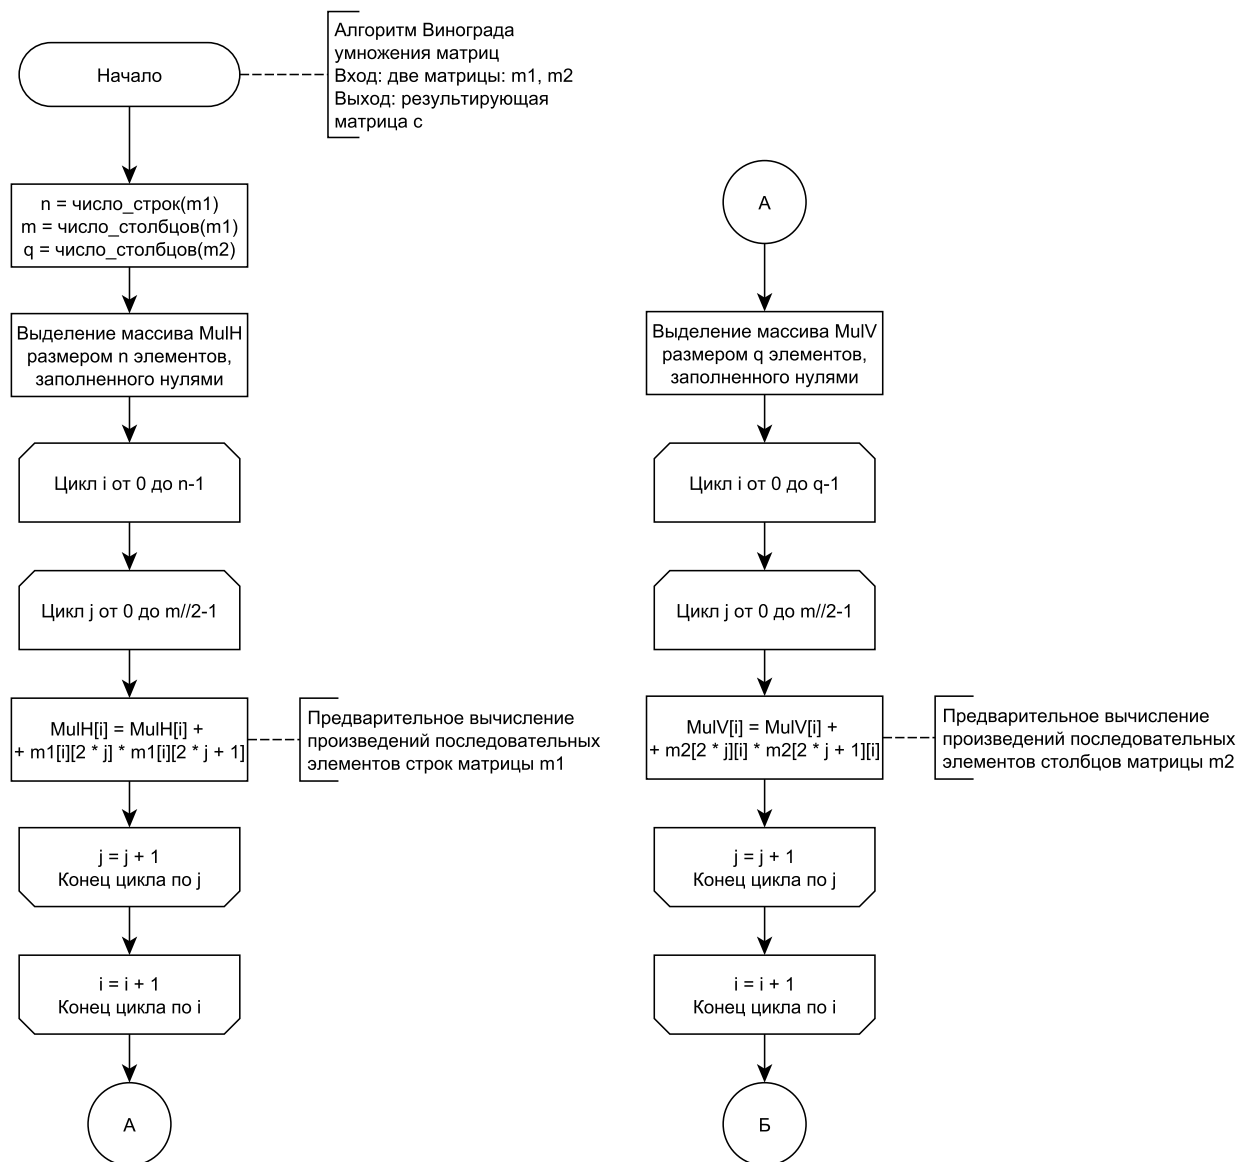 Начало
Алгоритм Винограда
умножения матриц
Вход: две матрицы: m1, m2
Выход: результирующая
матрица c
n = число_строк(m1)
m = число_столбцов(m1)
q = число_столбцов(m2)
Выделение массива MulH
размером n элементов,
заполненного нулями
Цикл i от 0 до n-1
Цикл j от 0 до m//2-1
MulH[i] = MulH[i] +
+ m1[i][2 * j] * m1[i][2 * j + 1]
Предварительное вычисление
произведений последовательных
элементов строк матрицы m1
j = j + 1
Конец цикла по j
i = i + 1
Конец цикла по i
А
А
Выделение массива MulV
размером q элементов,
заполненного нулями
Цикл i от 0 до q-1
Цикл j от 0 до m//2-1
MulV[i] = MulV[i] +
+ m2[2 * j][i] * m2[2 * j + 1][i]
Предварительное вычисление
произведений последовательных
элементов столбцов матрицы m2
j = j + 1
Конец цикла по j
i = i + 1
Конец цикла по i
Б